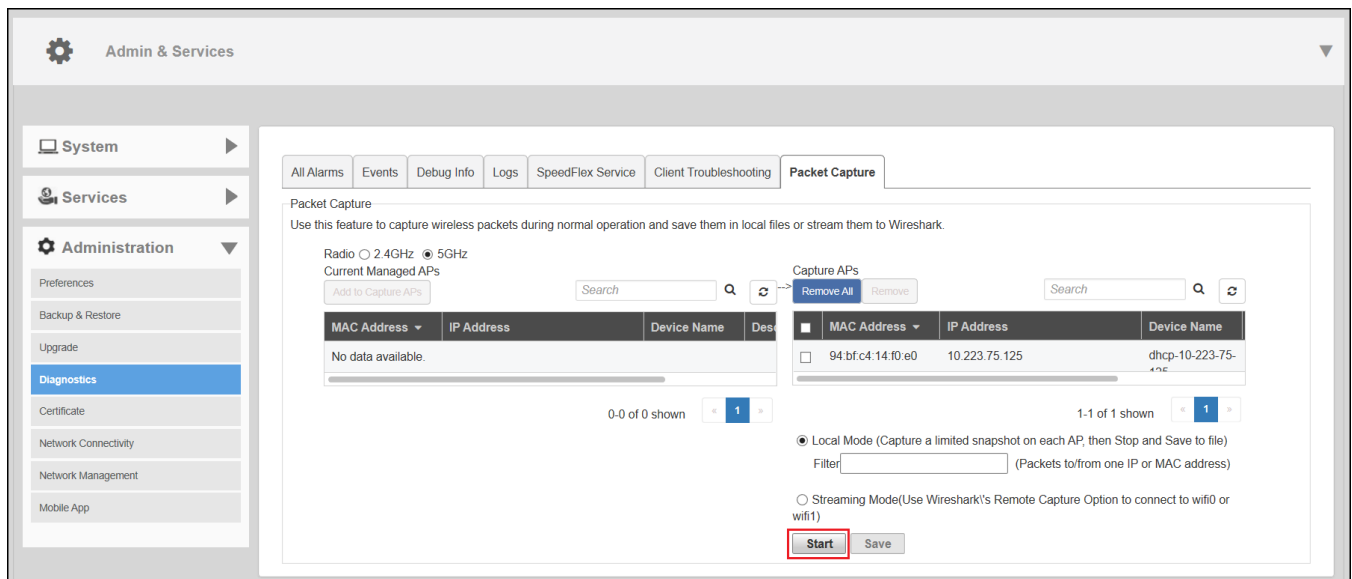 Admin & Services
System
Services
Administration
Preferences
Backup & Restore
Upgrade
Diagnostics
Certificate
Network Connectivity
Network Management
Mobile App
All Alarms Events Debug Info Logs SpeedFlex Service Client Troubleshooting Packet Capture
Packet Capture
Use this feature to capture wireless packets during normal operation and save them in local files or stream them to Wireshark.
Radio 2.4GHz 5GHz
Current Managed APs
Add to Capture APs Search
MAC Address IP Address Device Name Desc
No data available.
0-0 of 0 shown « 1 »
-->
Capture APs
Remove All Remove Search
MAC Address IP Address Device Name
94:bf:c4:14:f0:e0 10.223.75.125 dhcp-10-223-75-
125
1-1 of 1 shown « 1 »
Local Mode (Capture a limited snapshot on each AP, then Stop and Save to file)
Filter (Packets to/from one IP or MAC address)
Streaming Mode(Use Wireshark\'s Remote Capture Option to connect to wifi0 or
wifi1)
Start Save